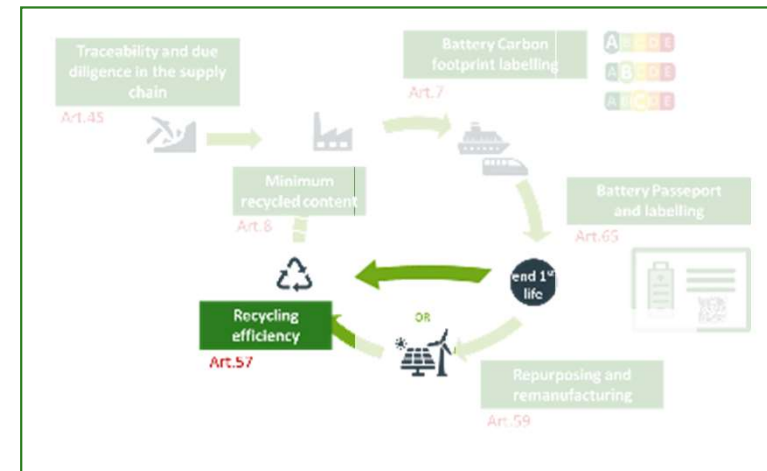 Traceability and due
diligence in the supply
chain
Art.45
Battery Carbon
footprint labelling
Art.7
A B C D E
A B C D E
A B C D E
Minimum
recycled content
Art.8
Battery Passeport
and labelling
Art.65
end 1st
life
Recycling
efficiency
Art.57
OR
Repurposing and
remanufacturing
Art.59